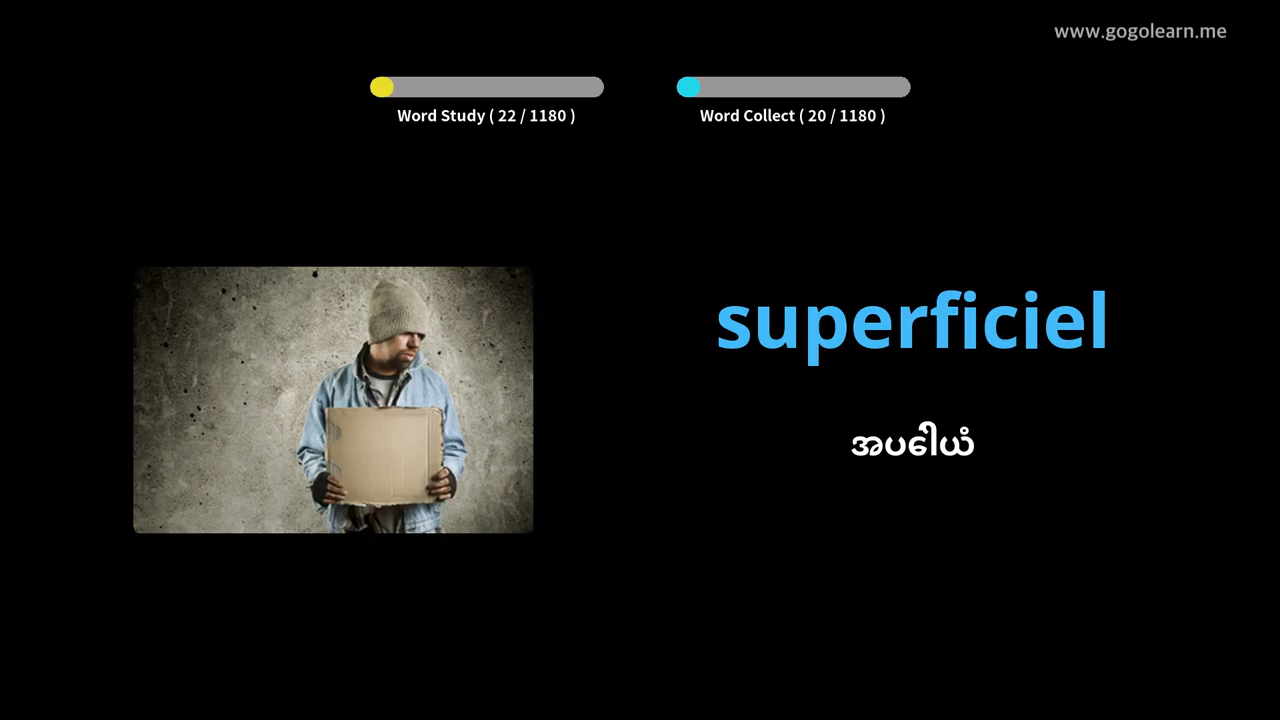 www.gogolearn.me
Word Study ( 22 / 1180 )
Word Collect ( 20 / 1180 )
superficiel
အပေါ်ယံ